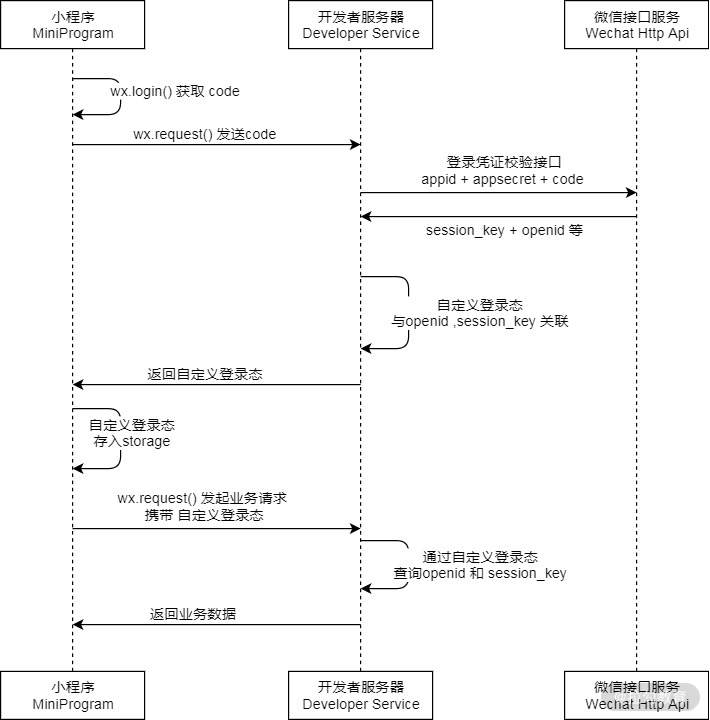 小程序
MiniProgram
开发者服务器
Developer Service
微信接口服务
Wechat Http Api
wx.login() 获取 code
wx.request() 发送code
登录凭证校验接口
appid + appsecret + code
session_key + openid 等
自定义登录态
与openid ,session_key 关联
返回自定义登录态
自定义登录态
存入storage
wx.request() 发起业务请求
携带 自定义登录态
通过自定义登录态
查询openid 和 session_key
返回业务数据
小程序
MiniProgram
开发者服务器
Developer Service
微信接口服务
Wechat Http Api